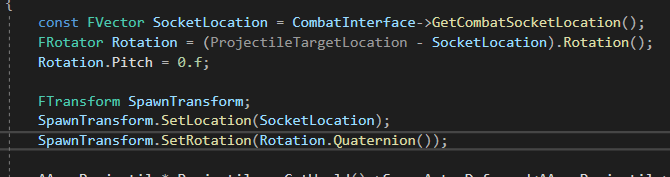 {
const FVector SocketLocation = CombatInterface->GetCombatSocketLocation();
FRotator Rotation = (ProjectileTargetLocation - SocketLocation).Rotation();
Rotation.Pitch = 0.f;
FTransform SpawnTransform;
SpawnTransform.SetLocation(SocketLocation);
SpawnTransform.SetRotation(Rotation.Quaternion());